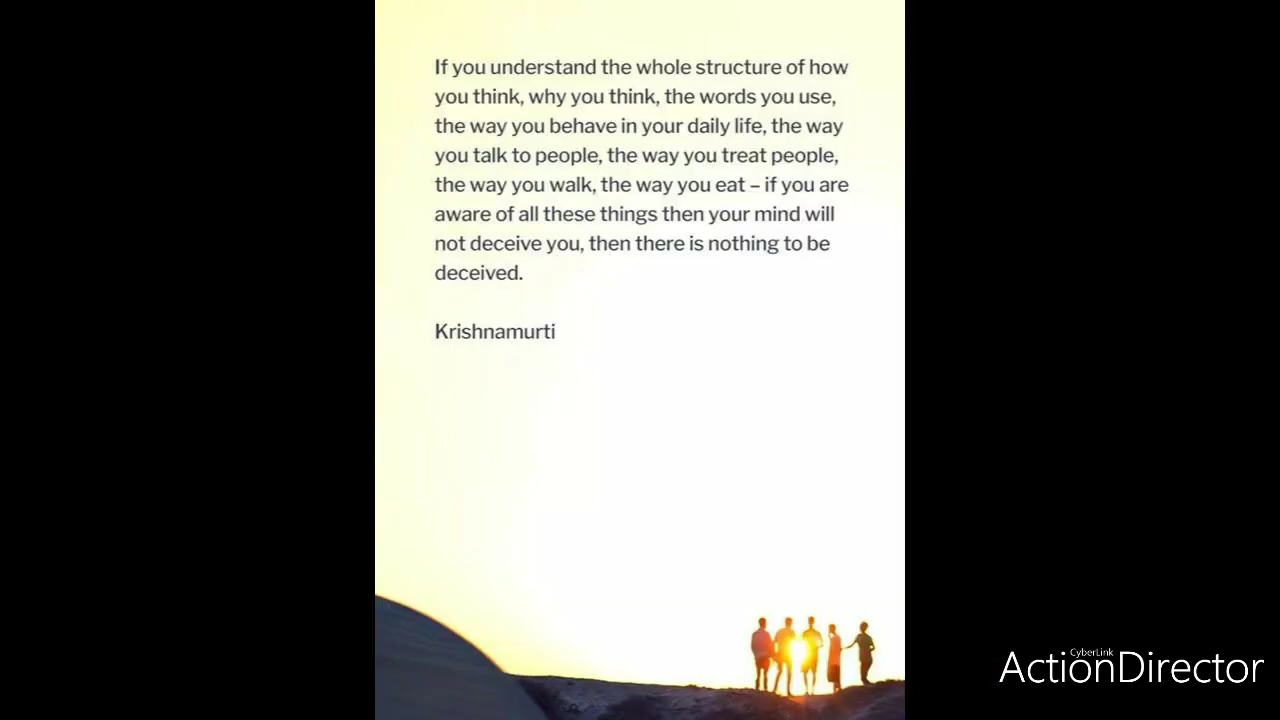 If you understand the whole structure of how
you think, why you think, the words you use,
the way you behave in your daily life, the way
you talk to people, the way you treat people,
the way you walk, the way you eat – if you are
aware of all these things then your mind will
not deceive you, then there is nothing to be
deceived.
Krishnamurti
CyberLink
ActionDirector